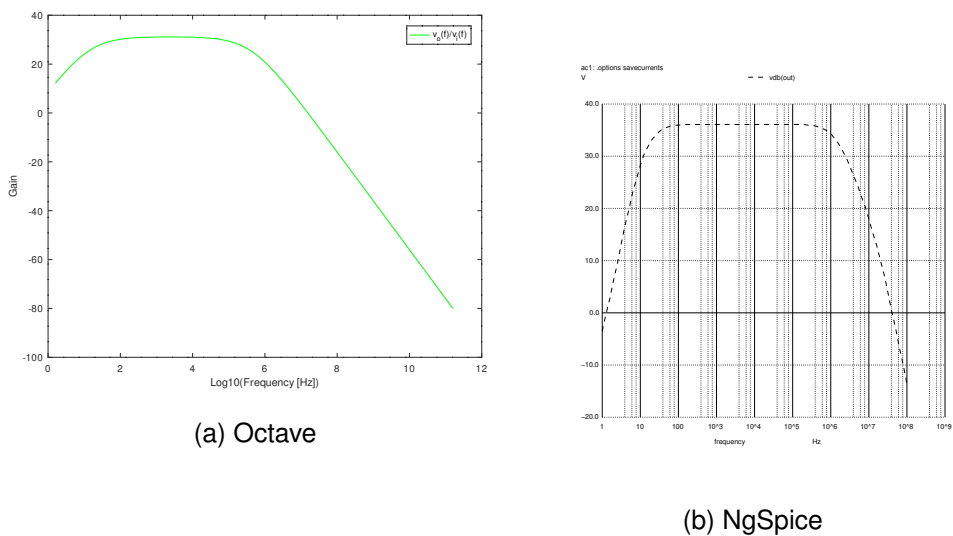 40
20
0
-20
-40
-60
-80
-100
0 2 4 6 8 10 12
Gain
Log10(Frequency [Hz])
v_o(f)/v_i(f)
(a) Octave
ac1: .options savecurrents
V
vdb(out)
40.0
30.0
20.0
10.0
0.0
-10.0
-20.0
1 10 100 10^3 10^4 10^5 10^6 10^7 10^8 10^9
frequency Hz
(b) NgSpice